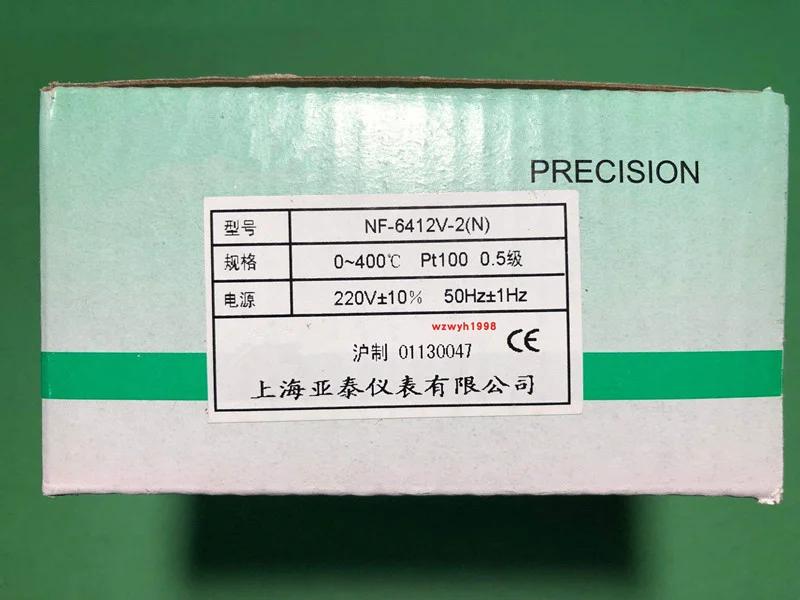 PRECISION
型号 NF-6412V-2(N)
规格 0~400℃ Pt100 0.5级
电源 220V±10% 50Hz±1Hz
wzwyh1998
沪制 01130047 CE
上海亚泰仪表有限公司